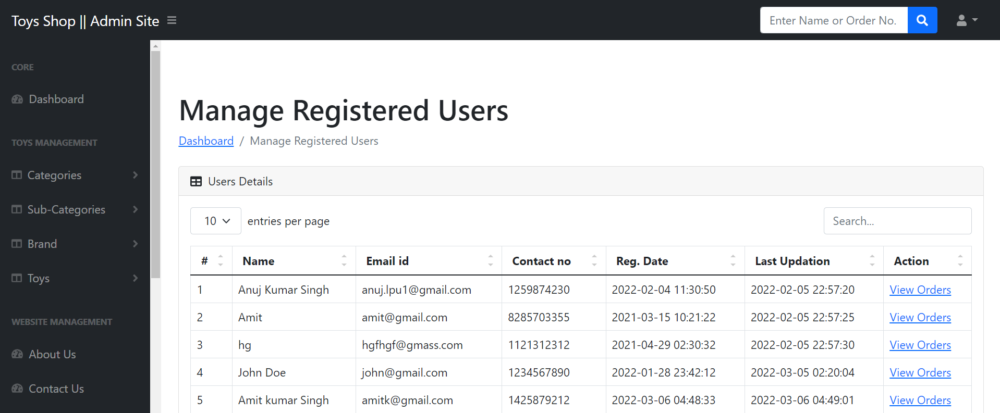 Toys Shop || Admin Site
Enter Name or Order No.
CORE
Dashboard
TOYS MANAGEMENT
Categories
Sub-Categories
Brand
Toys
WEBSITE MANAGEMENT
About Us
Contact Us
Manage Registered Users
Dashboard / Manage Registered Users
Users Details
10 entries per page
Search...
# Name Email id Contact no Reg. Date Last Updation Action
1 Anuj Kumar Singh anuj.lpu1@gmail.com 1259874230 2022-02-04 11:30:50 2022-02-05 22:57:20 View Orders
2 Amit amit@gmail.com 8285703355 2021-03-15 10:21:22 2022-02-05 22:57:25 View Orders
3 hg hgfhgf@gmass.com 1121312312 2021-04-29 02:30:32 2022-02-05 22:57:30 View Orders
4 John Doe john@gmail.com 1234567890 2022-01-28 23:42:12 2022-03-05 02:20:04 View Orders
5 Amit kumar Singh amitk@gmail.com 1425879212 2022-03-06 04:48:33 2022-03-06 04:49:01 View Orders